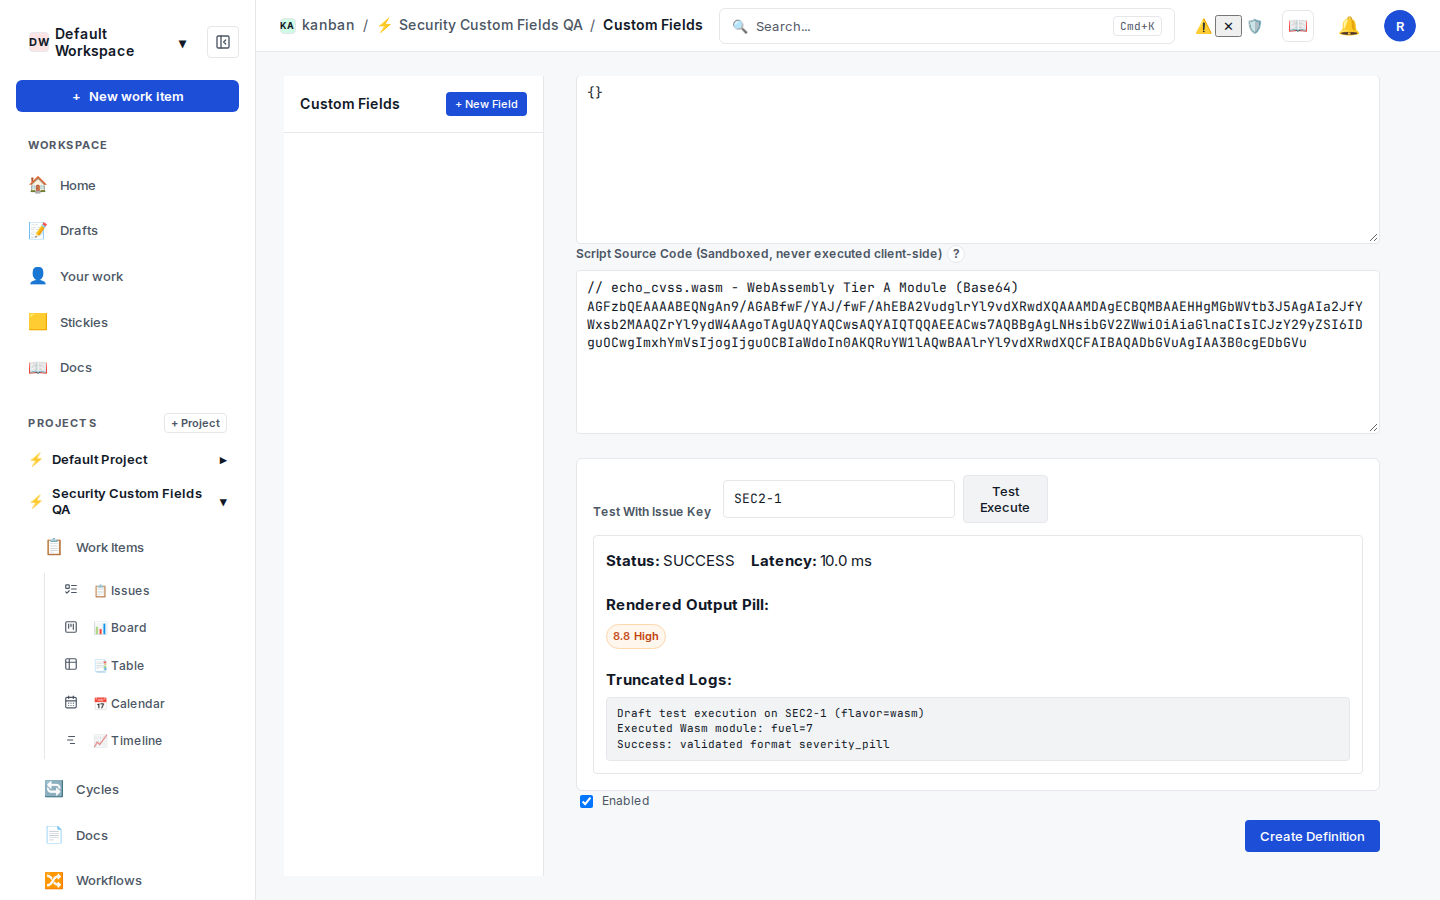 DW Default Workspace ▼
+ New work item
WORKSPACE
Home
Drafts
Your work
Stickies
Docs
PROJECTS + Project
Default Project ▸
Security Custom Fields QA ▼
Work Items
Issues
Board
Table
Calendar
Timeline
Cycles
Docs
Workflows
KA kanban / ⚡ Security Custom Fields QA / Custom Fields
Search... Cmd+K
✕
R
Custom Fields + New Field
{}
Script Source Code (Sandboxed, never executed client-side) ?
// echo_cvss.wasm - WebAssembly Tier A Module (Base64)
AGFzbQEAAAABEQNgAn9/AGABfwF/YAJ/fwF/AhEBA2VudglrYl9vdXRwdXQAAAMDAgECBQMBAAEHHgMGbWVtb3J5AgAIa2JfY
Wxsb2MAAQZrYl9ydW4AAgoTAgUAQYAQCwsAQYAIQTQQAEEACws7AQBBgAgLNHsibGV2ZWwiOiAiaGlnaCIsICJzY29yZSI6ID
guOCwgImxhYmVsIjogIjguOCBIaWdoIn0AKQRuYW1lAQwBAAlrYl9vdXRwdXQCFAIBAQADbGVuAgIAA3B0cgEDbGVu
Test With Issue Key SEC2-1 Test Execute
Status: SUCCESS Latency: 10.0 ms
Rendered Output Pill:
8.8 High
Truncated Logs:
Draft test execution on SEC2-1 (flavor=wasm)
Executed Wasm module: fuel=7
Success: validated format severity_pill
Enabled
Create Definition